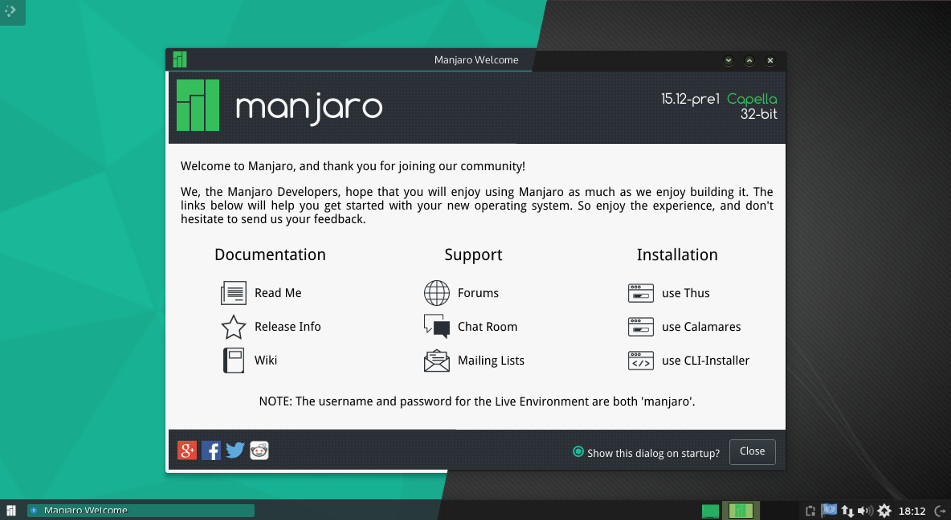 Manjaro Welcome
manjaro
15.12-pre1 Capella
32-bit
Welcome to Manjaro, and thank you for joining our community!
We, the Manjaro Developers, hope that you will enjoy using Manjaro as much as we enjoy building it. The
links below will help you get started with your new operating system. So enjoy the experience, and don't
hesitate to send us your feedback.
Documentation
Support
Installation
Read Me
Forums
use Thus
Release Info
Chat Room
use Calamares
Wiki
Mailing Lists
use CLI-Installer
NOTE: The username and password for the Live Environment are both 'manjaro'.
Show this dialog on startup?
Close
Manjaro Welcome
18:12